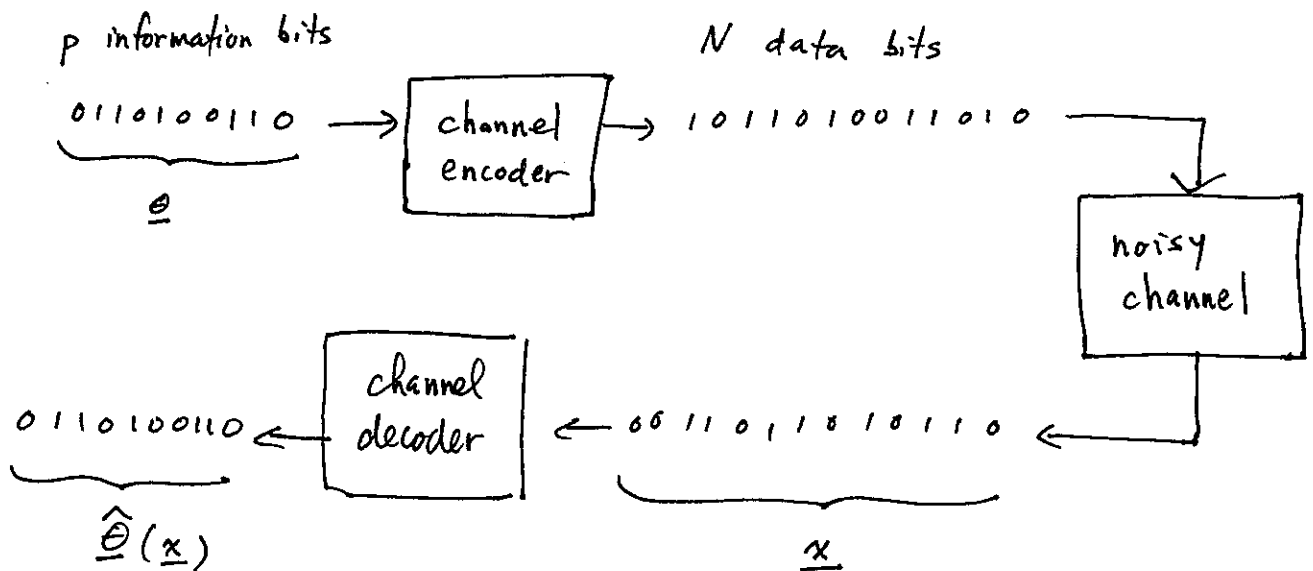 p information bits
N data bits
0110100110
channel
encoder
1011010011010
θ
noisy
channel
channel
decoder
0110100110
0011011010110
θ̂(x)
x